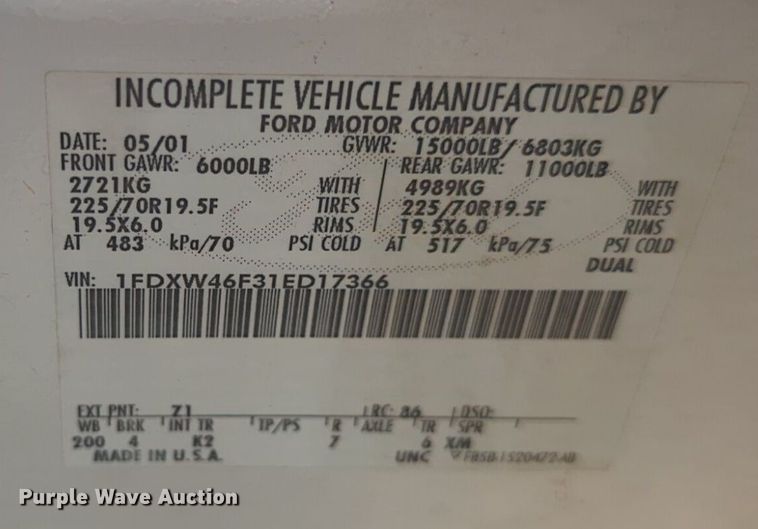 INCOMPLETE VEHICLE MANUFACTURED BY
FORD MOTOR COMPANY
DATE: 05/01 GVWR: 15000LB/ 6803KG
FRONT GAWR: 6000LB REAR GAWR: 11000LB
2721KG WITH 4989KG WITH
225/70R19.5F TIRES 225/70R19.5F TIRES
19.5X6.0 RIMS 19.5X6.0 RIMS
AT 483 kPa/70 PSI COLD AT 517 kPa/75 PSI COLD
DUAL
VIN: 1FDXW46F31ED17366
EXT PNT: Z1 RC: 86 DSO:
WB BRK INT TR TP/PS R AXLE TR SPR
200 4 K2 7 6 XM
MADE IN U.S.A. UNC
Purple Wave Auction